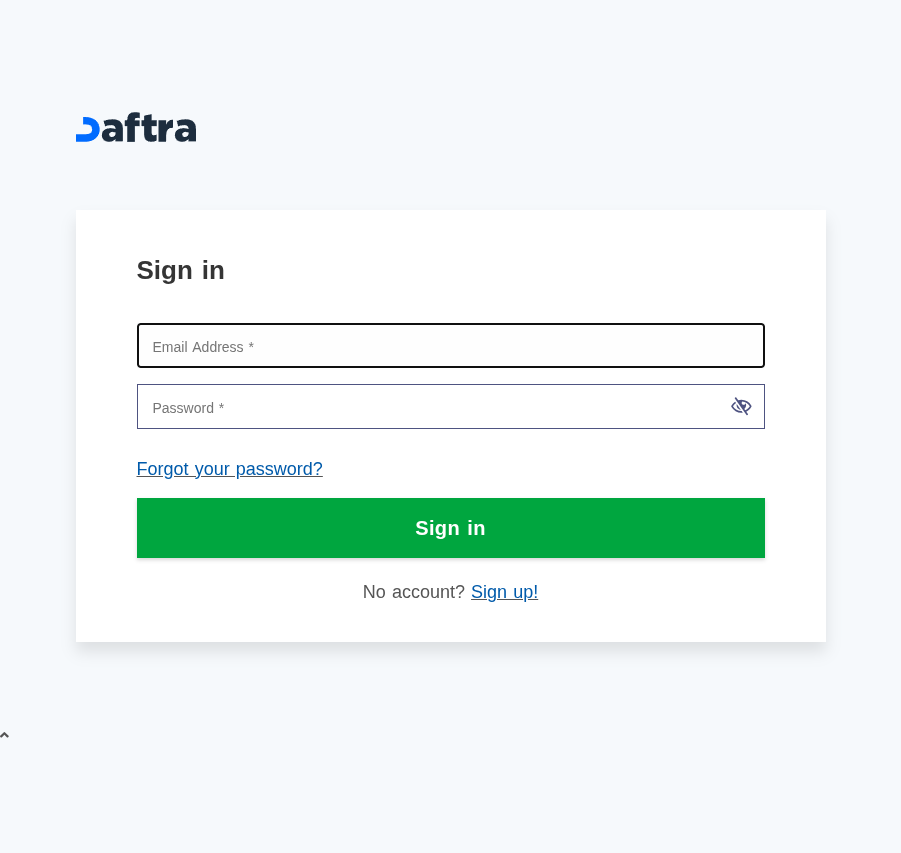 Daftra
Sign in
Email Address *
Password *
Forgot your password?
Sign in
No account? Sign up!